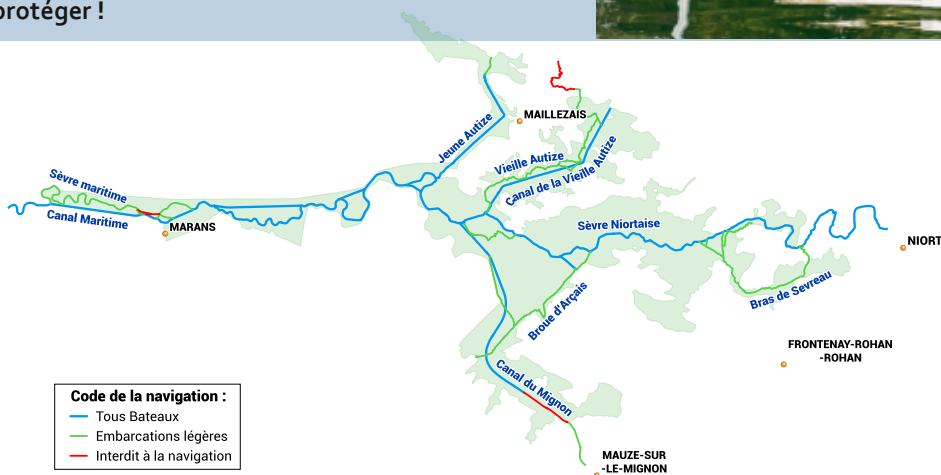 protéger !
MAILLEZAIS
Jeune Autize
Vieille Autize
Canal de la Vieille Autize
Sèvre maritime
Canal Maritime
MARANS
Sèvre Niortaise
NIORT
Bras de Sevreau
Broue d'Arçais
FRONTENAY-ROHAN
-ROHAN
Canal du Mignon
Code de la navigation :
Tous Bateaux
Embarcations légères
Interdit à la navigation
MAUZE-SUR
-LE-MIGNON